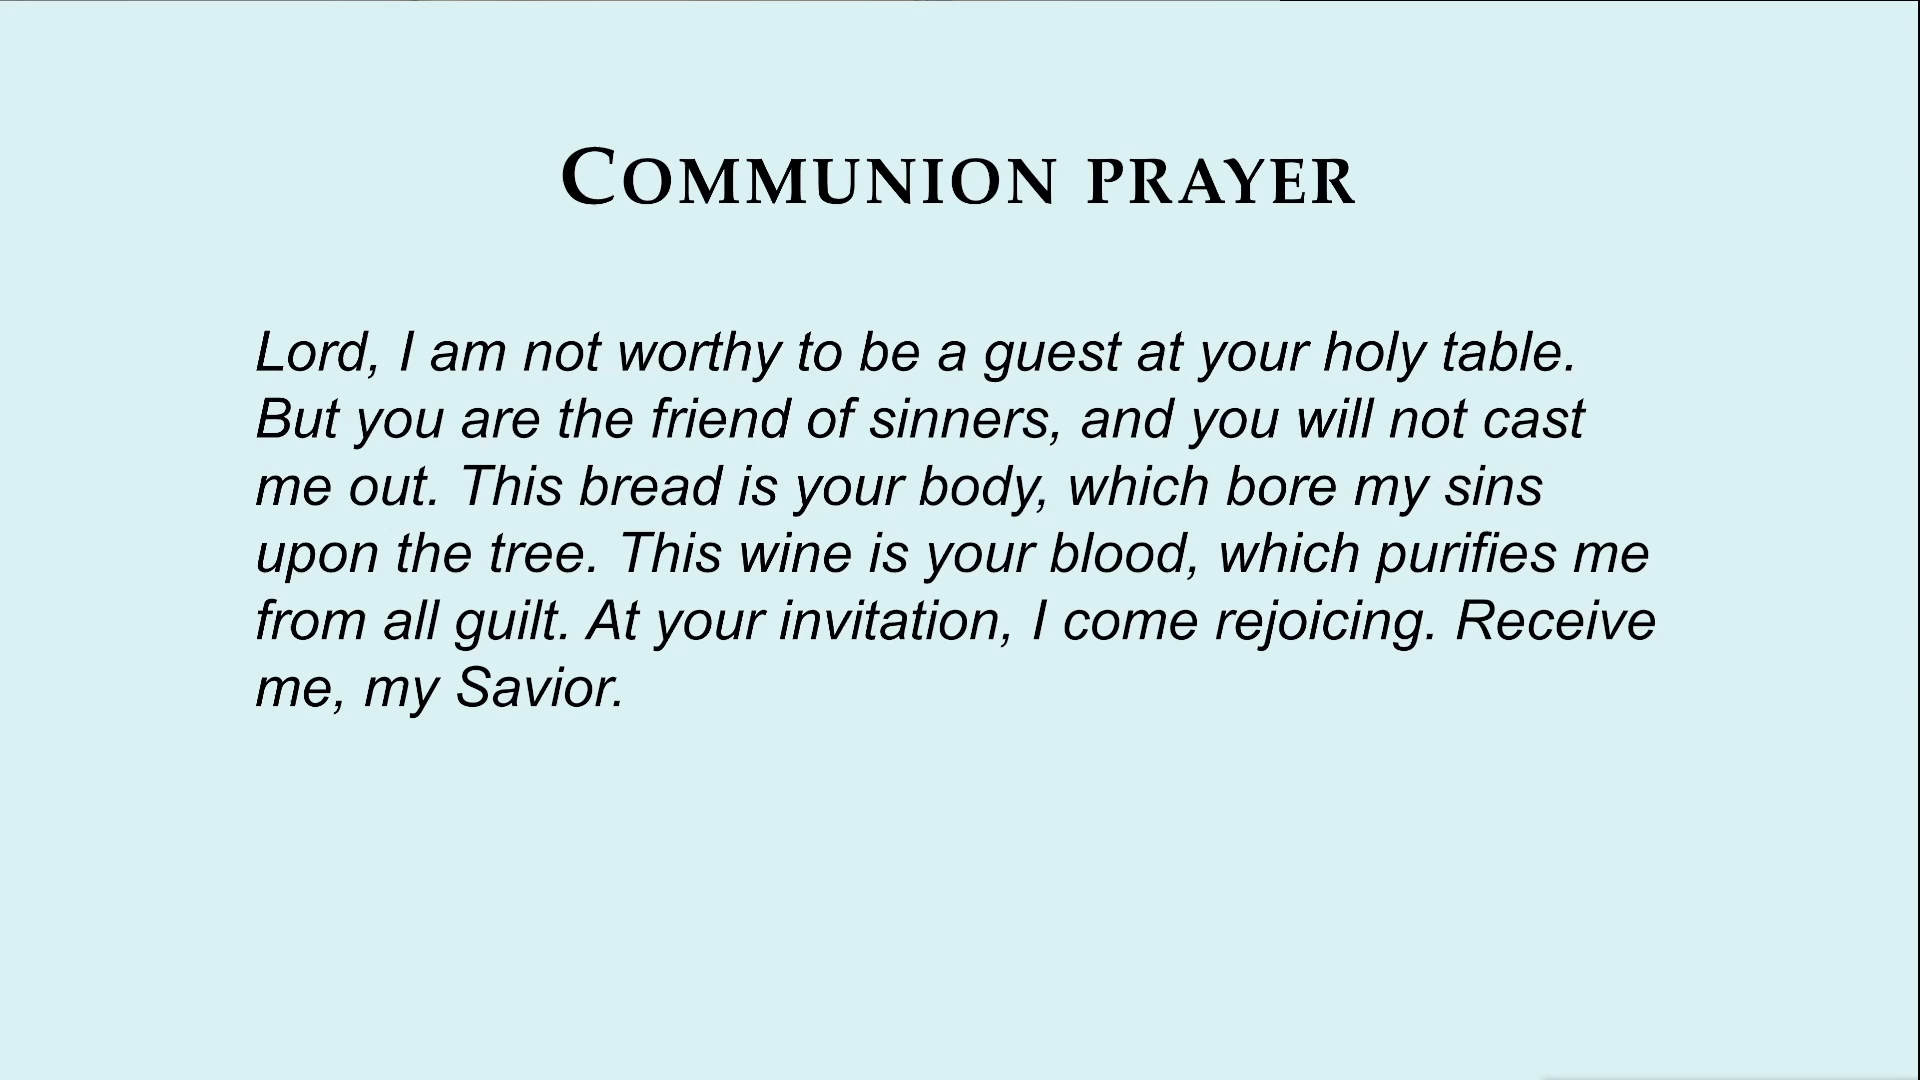 Communion prayer
Lord, I am not worthy to be a guest at your holy table.
But you are the friend of sinners, and you will not cast
me out. This bread is your body, which bore my sins
upon the tree. This wine is your blood, which purifies me
from all guilt. At your invitation, I come rejoicing. Receive
me, my Savior.